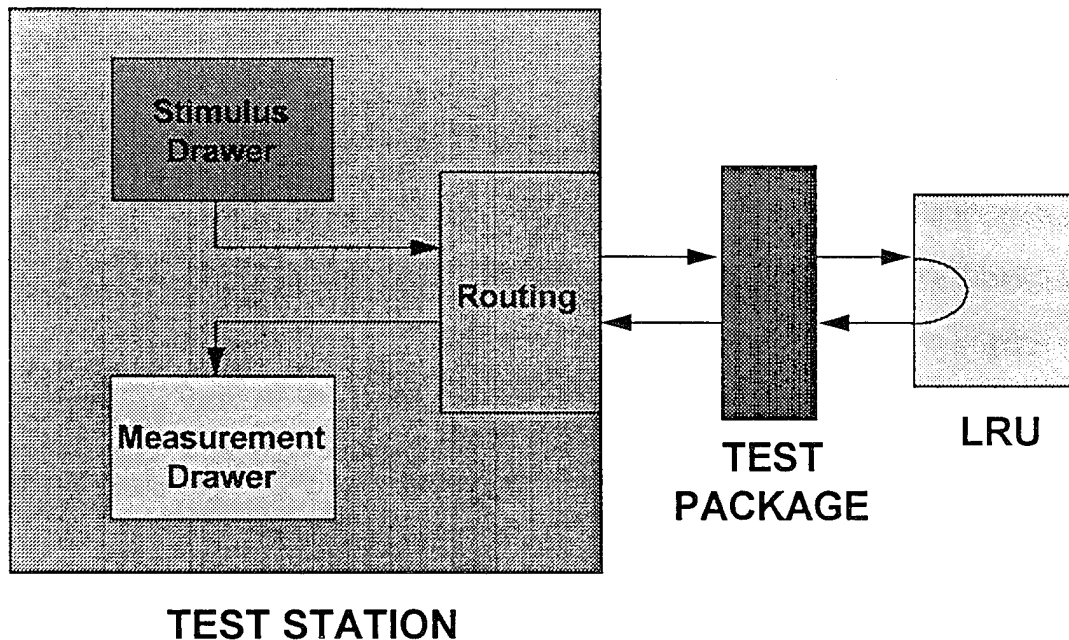 Stimulus
Drawer
Routing
Measurement
Drawer
TEST
PACKAGE
LRU
TEST STATION